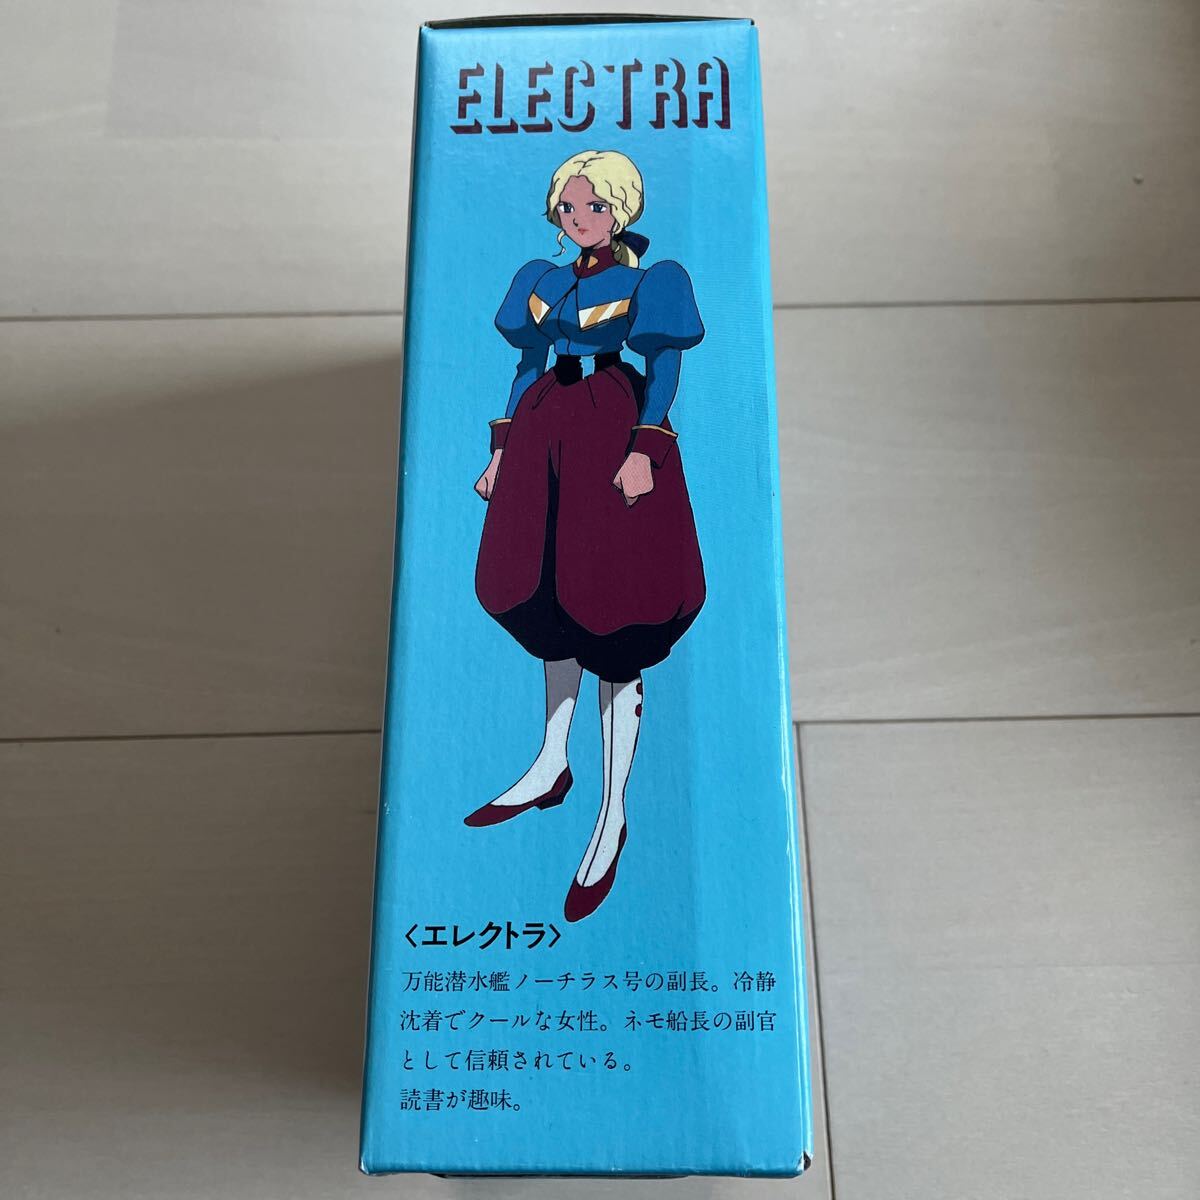 ELECTRA
〈エレクトラ〉
万能潜水艦ノーチラス号の副長。冷静
沈着でクールな女性。ネモ船長の副官
として信頼されている。
読書が趣味。